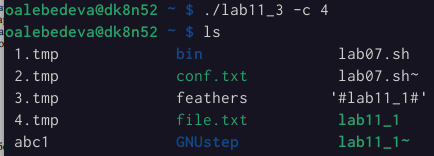 oalebedeva@dk8n52 ~ $ ./lab11_3 -c 4
oalebedeva@dk8n52 ~ $ ls
1.tmp bin lab07.sh
2.tmp conf.txt lab07.sh~
3.tmp feathers '#lab11_1#'
4.tmp file.txt lab11_1
abc1 GNUstep lab11_1~